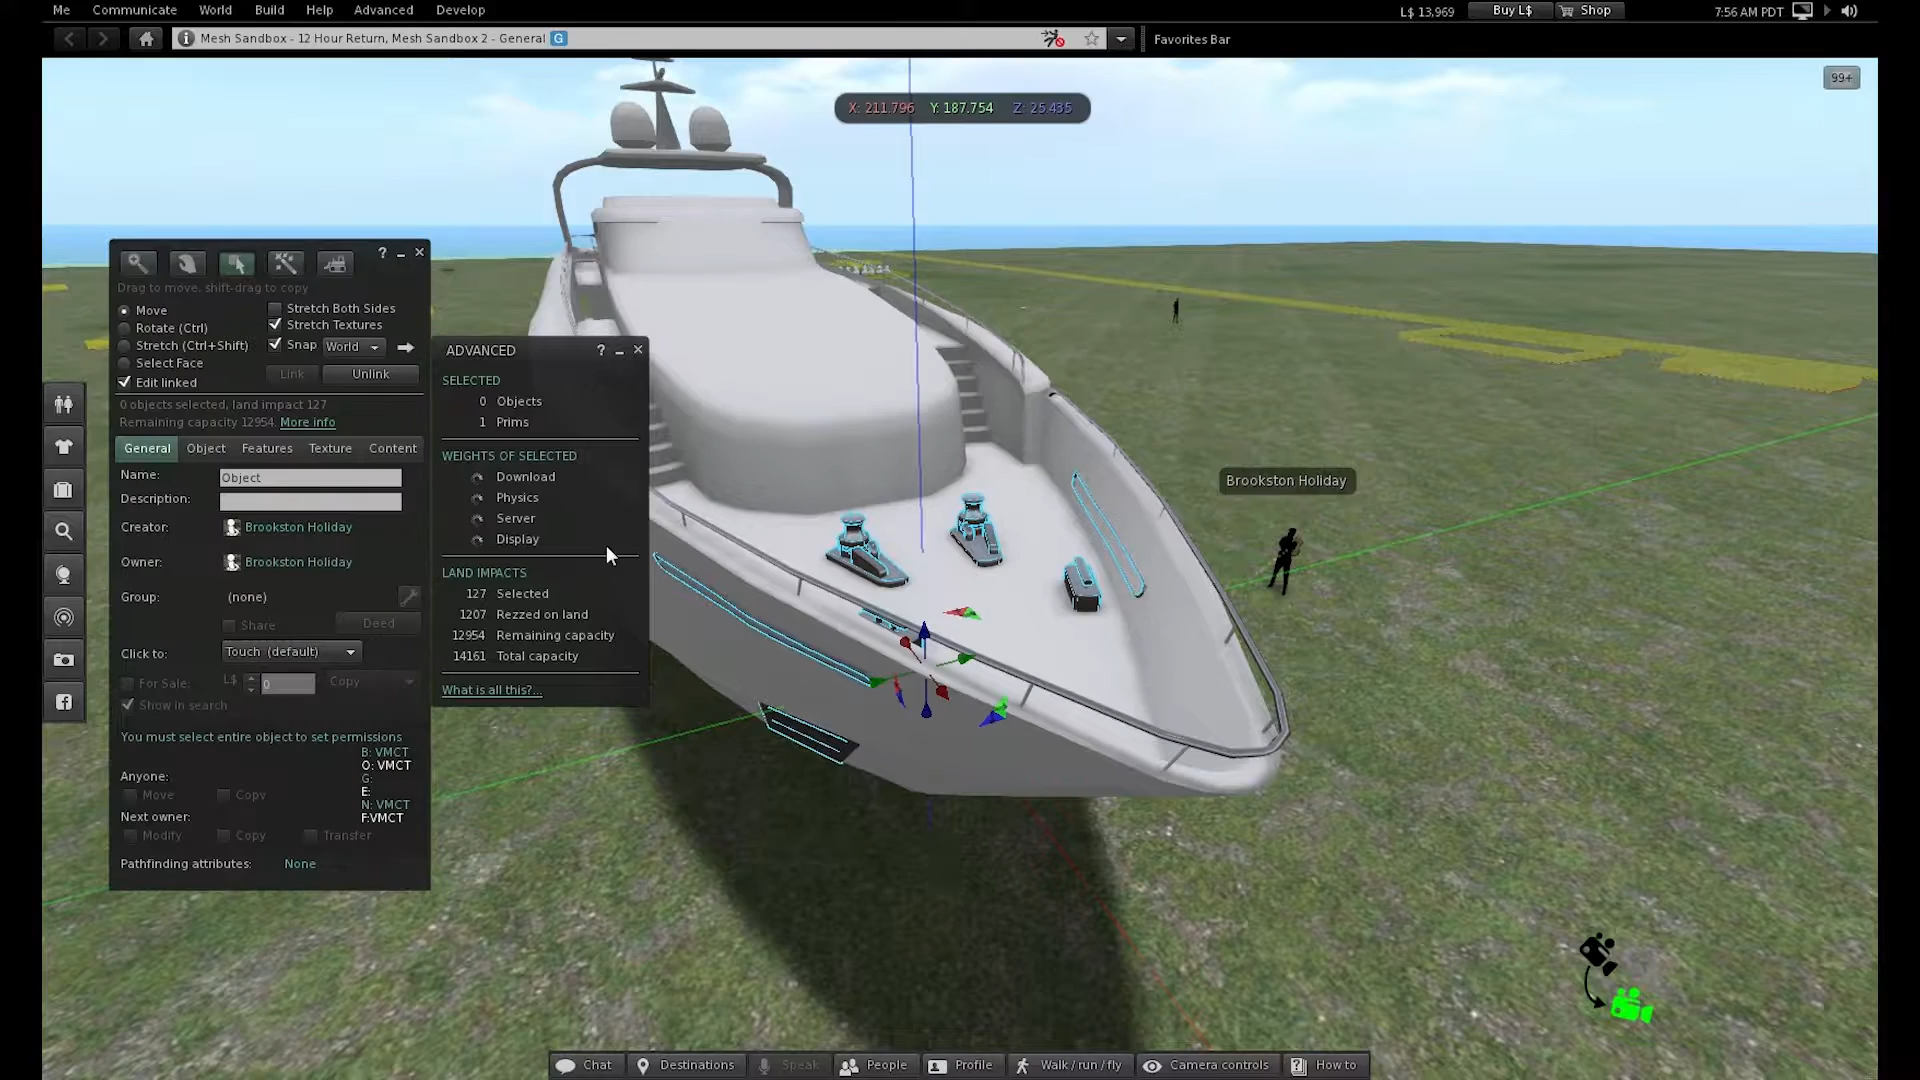 Me Communicate World Build Help Advanced Develop
L$ 13,969 Buy L$ Shop 7:56 AM PDT
Mesh Sandbox - 12 Hour Return, Mesh Sandbox 2 - General G
Favorites Bar
99+
X: 211.796 Y: 187.754 Z: 25.435
?
Drag to move, shift-drag to copy
Move
Rotate (Ctrl)
Stretch (Ctrl+Shift)
Select Face
Edit linked
Stretch Both Sides
Stretch Textures
Snap World
Link Unlink
0 objects selected, land impact 127
Remaining capacity 12954. More info
General Object Features Texture Content
Name: Object
Description:
Creator: Brookston Holiday
Owner: Brookston Holiday
Group: (none)
Share Deed
Click to: Touch (default)
For Sale: L$ 0 Copy
Show in search
You must select entire object to set permissions
B: VMCT
O: VMCT
G:
E:
N: VMCT
F:VMCT
Anyone:
Move Copy
Next owner:
Modify Copy Transfer
Pathfinding attributes: None
ADVANCED ?
SELECTED
0 Objects
1 Prims
WEIGHTS OF SELECTED
Download
Physics
Server
Display
LAND IMPACTS
127 Selected
1207 Rezzed on land
12954 Remaining capacity
14161 Total capacity
What is all this?...
Brookston Holiday
Chat Destinations Speak People Profile Walk / run / fly Camera controls How to